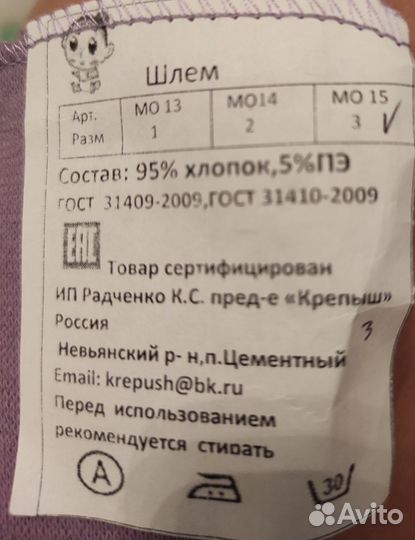 Шлем
Арт. МО 13 МО14 МО 15
Разм 1 2 3 ✓
Состав: 95% хлопок,5%ПЭ
ГОСТ 31409-2009,ГОСТ 31410-2009
ЕАС
Товар сертифицирован
ИП Радченко К.С. пред-е «Крепыш»
Россия
3
Невьянский р- н,п.Цементный
Email: krepush@bk.ru
Перед использованием
рекомендуется стирать
А
30
Avito